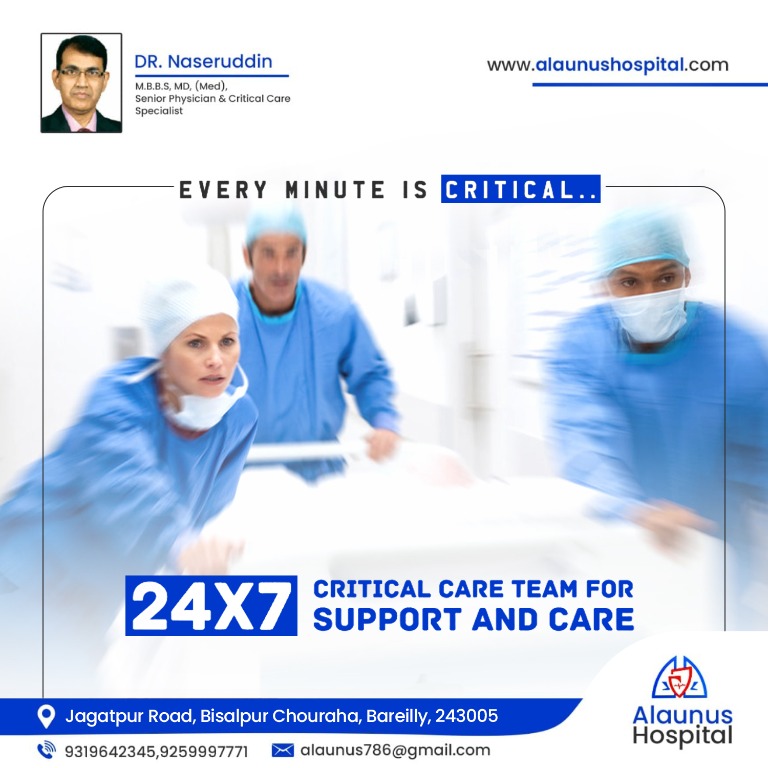 DR. Naseruddin
M.B.B.S, MD, (Med),
Senior Physician & Critical Care
Specialist
www.alaunushospital.com
EVERY MINUTE IS CRITICAL..
24X7
CRITICAL CARE TEAM FOR
SUPPORT AND CARE
Jagatpur Road, Bisalpur Chouraha, Bareilly, 243005
9319642345,9259997771 alaunus786@gmail.com
Alaunus
Hospital